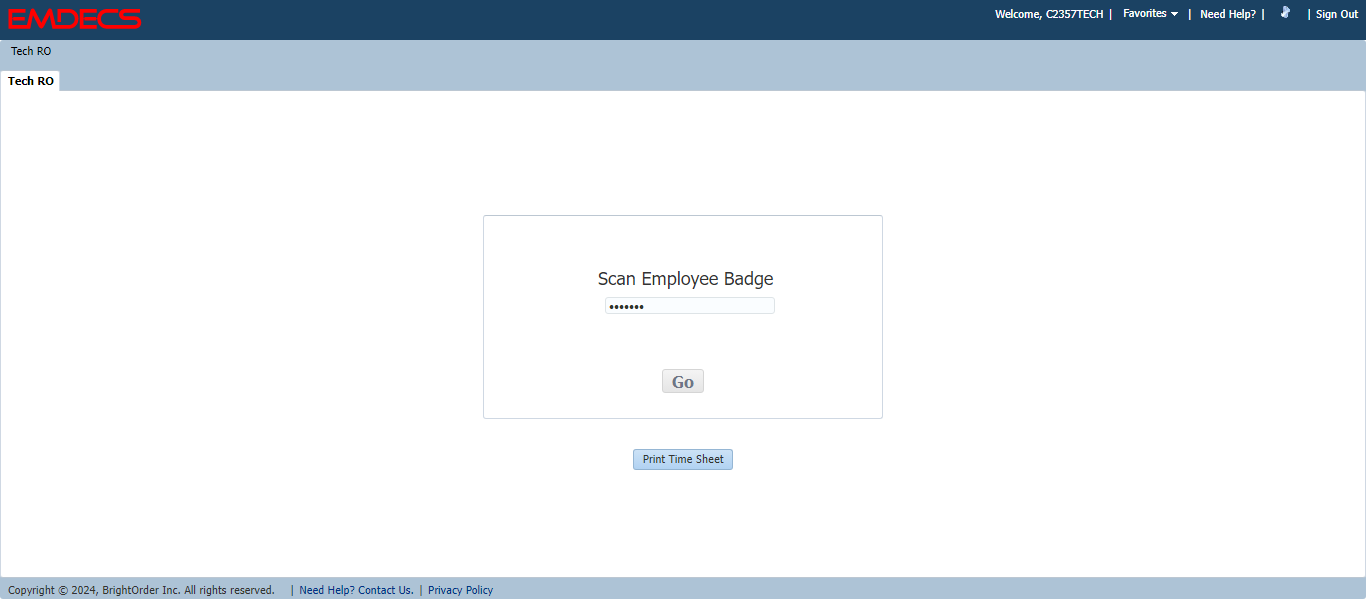 EMDECS
Welcome, C2357TECH | Favorites | Need Help? | | Sign Out
Tech RO
Tech RO
Scan Employee Badge
•••••••
Go
Print Time Sheet
Copyright © 2024, BrightOrder Inc. All rights reserved. | Need Help? Contact Us. | Privacy Policy